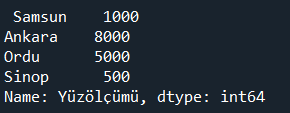 Samsun    1000
Ankara    8000
Ordu      5000
Sinop      500
Name: Yüzölçümü, dtype: int64